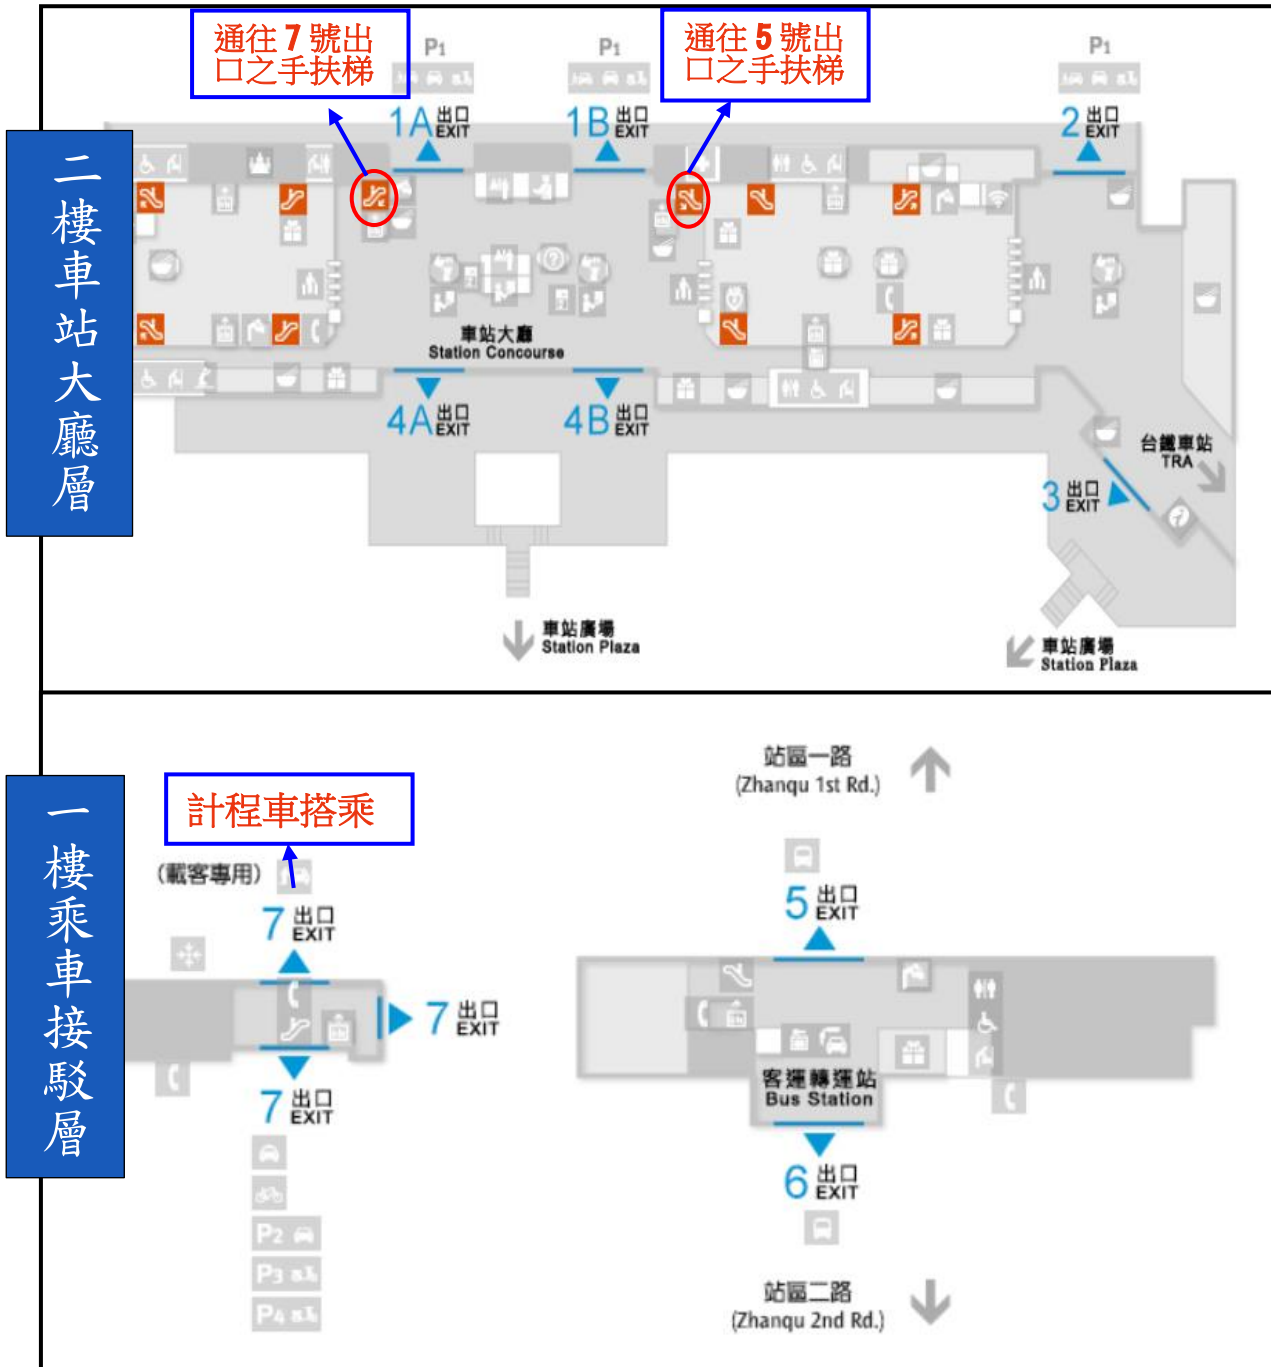 通往 7 號出
口之手扶梯
通往 5 號出
口之手扶梯
P1
P1
P1
1A 出口
EXIT
1B 出口
EXIT
2 出口
EXIT
二樓車站大廳層
車站大廳
Station Concourse
4A 出口
EXIT
4B 出口
EXIT
台鐵車站
TRA
3 出口
EXIT
車站廣場
Station Plaza
車站廣場
Station Plaza
一樓乘車接駁層
站區一路
(Zhanqu 1st Rd.)
計程車搭乘
(載客專用)
7 出口
EXIT
5 出口
EXIT
7 出口
EXIT
客運轉運站
Bus Station
7 出口
EXIT
6 出口
EXIT
P2
P3
P4
站區二路
(Zhanqu 2nd Rd.)